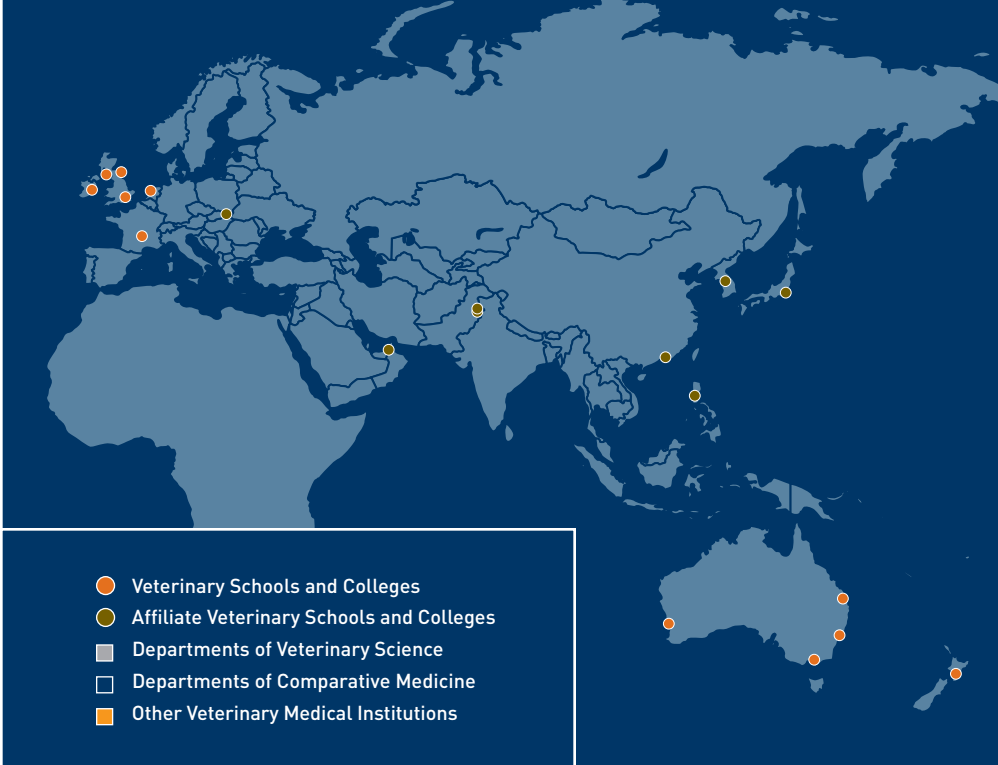 Veterinary Schools and Colleges
Affiliate Veterinary Schools and Colleges
Departments of Veterinary Science
Departments of Comparative Medicine
Other Veterinary Medical Institutions